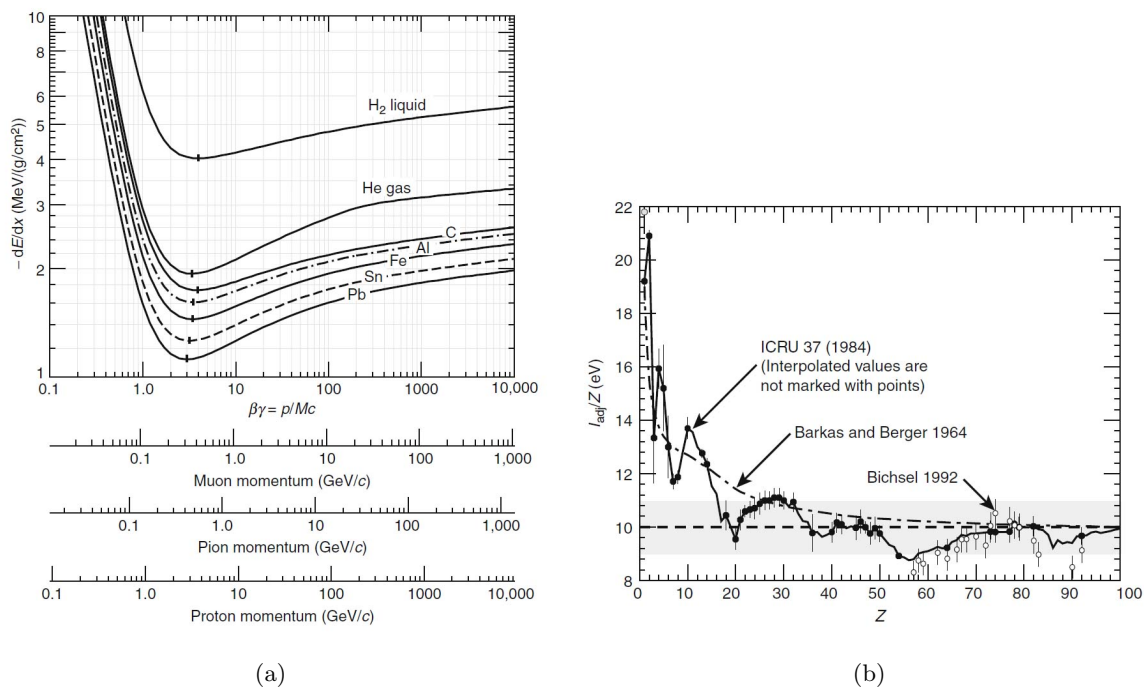 10
8
6
5
4
3
2
1
− dE/dx (MeV/(g/cm²))
H₂ liquid
He gas
C
Al
Fe
Sn
Pb
0.1 1.0 10 100 1000 10,000
βγ = p/Mc
0.1 1.0 10 100 1,000
Muon momentum (GeV/c)
0.1 1.0 10 100 1,000
Pion momentum (GeV/c)
0.1 1.0 10 100 1000 10,000
Proton momentum (GeV/c)
(a)
22
20
18
16
14
12
10
8
I_adj/Z (eV)
ICRU 37 (1984)
(Interpolated values are
not marked with points)
Barkas and Berger 1964
Bichsel 1992
0 10 20 30 40 50 60 70 80 90 100
Z
(b)